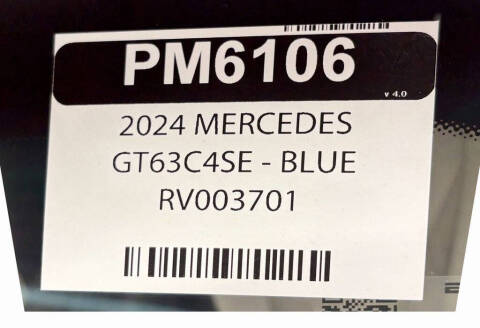 PM6106
v 4.0
2024 MERCEDES
GT63C4SE - BLUE
RV003701